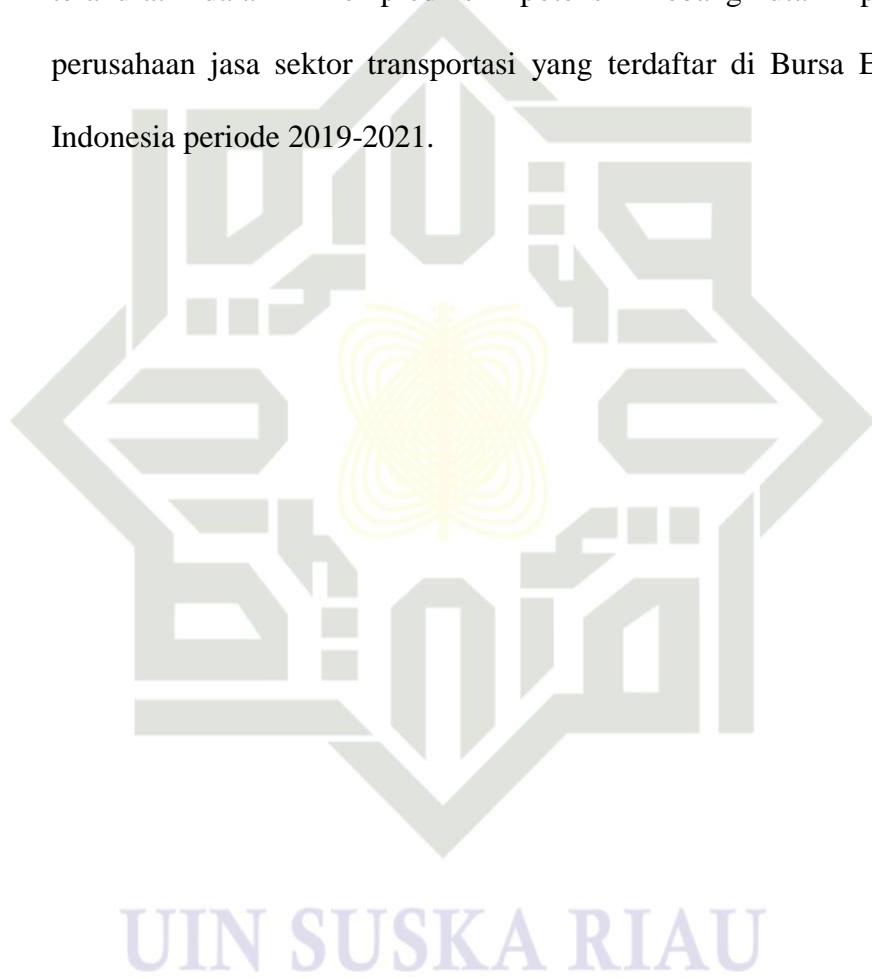 perusahaan jasa sektor transportasi yang terdaftar di Bursa E
Indonesia periode 2019-2021.
UIN SUSKA RIAU